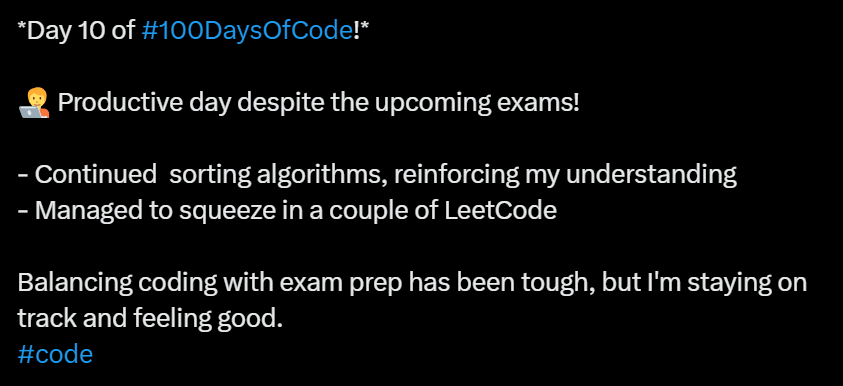 *Day 10 of #100DaysOfCode!*
🧑‍💻 Productive day despite the upcoming exams!
- Continued  sorting algorithms, reinforcing my understanding
- Managed to squeeze in a couple of LeetCode
Balancing coding with exam prep has been tough, but I'm staying on
track and feeling good.
#code